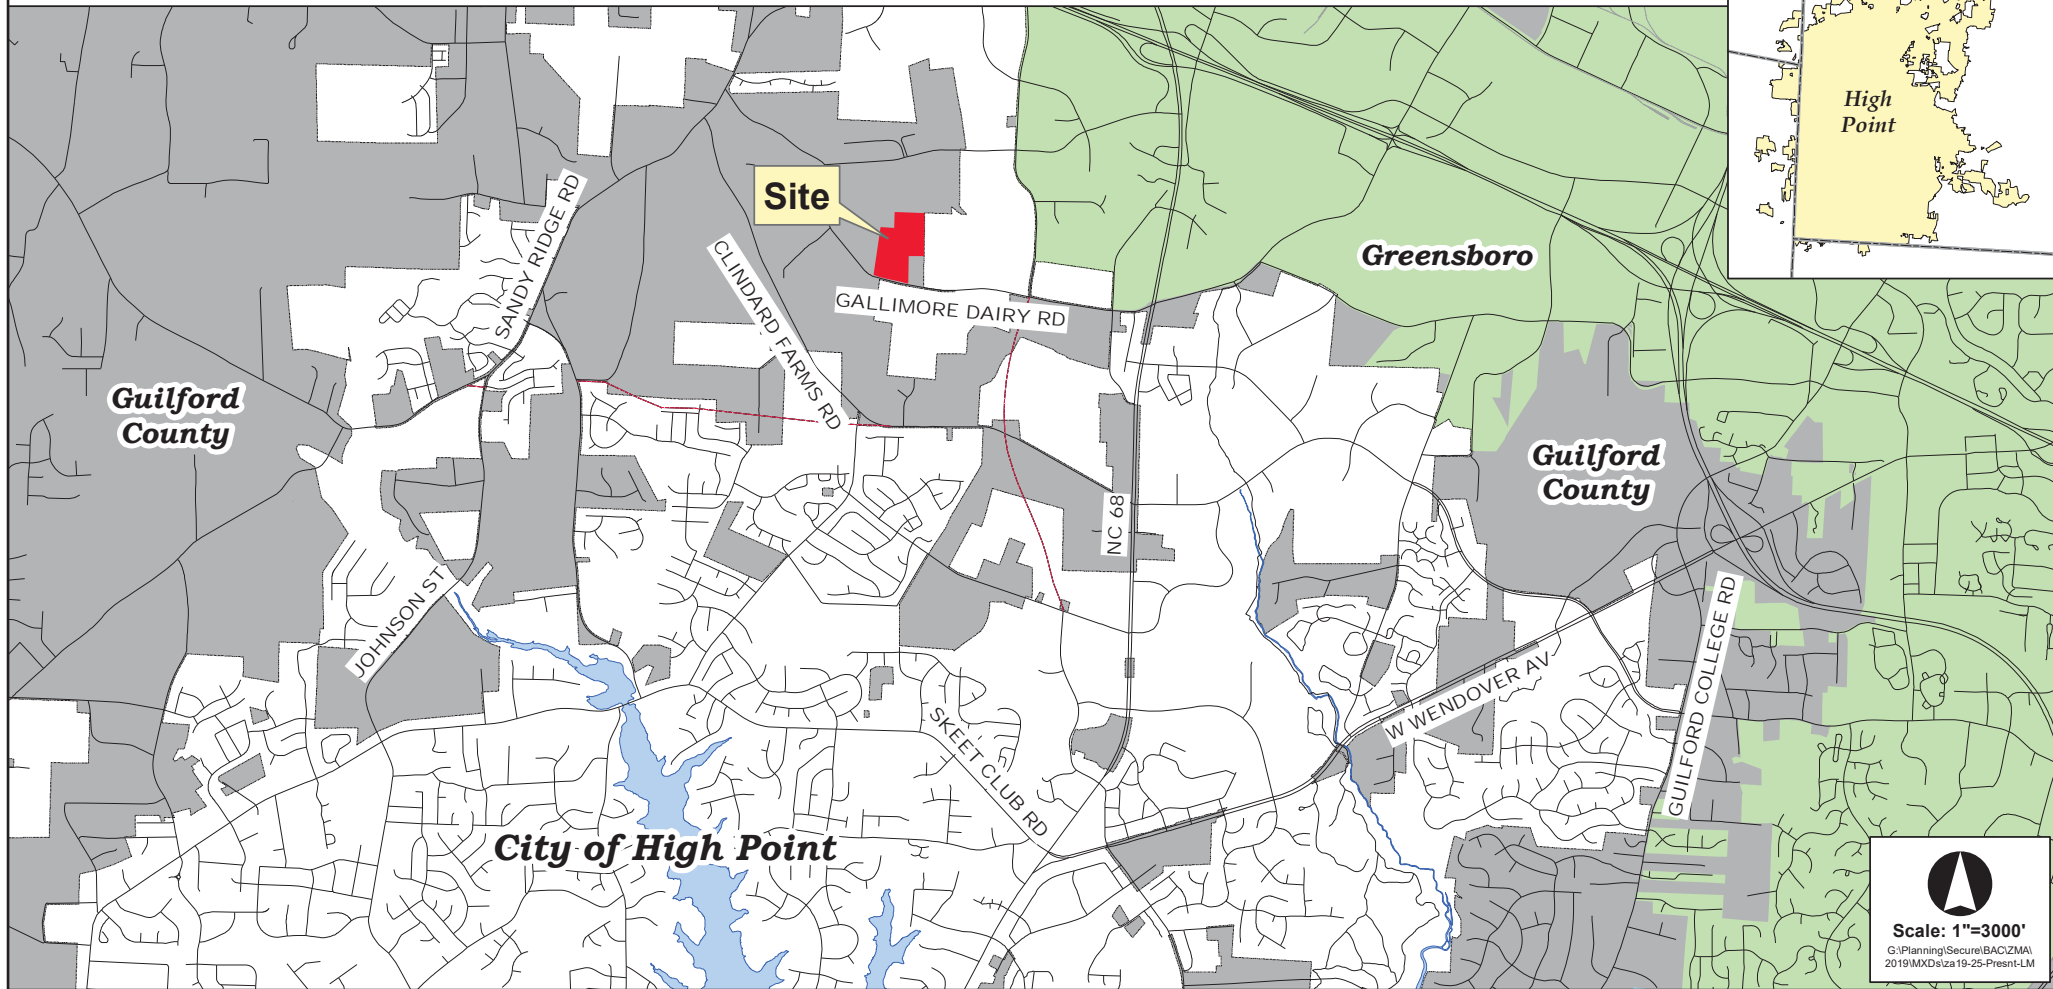 High
Point
Site
SANDY RIDGE RD
CLINDARD FARMS RD
GALLIMORE DAIRY RD
Greensboro
Guilford
County
Guilford
County
NC 68
JOHNSON ST
SKEET CLUB RD
W WENDOVER AV
GUILFORD COLLEGE RD
City of High Point
Scale: 1"=3000'
G:\Planning\Secure\BAC\ZMA\
2019\MXDs\za19-25-Presnt-LM